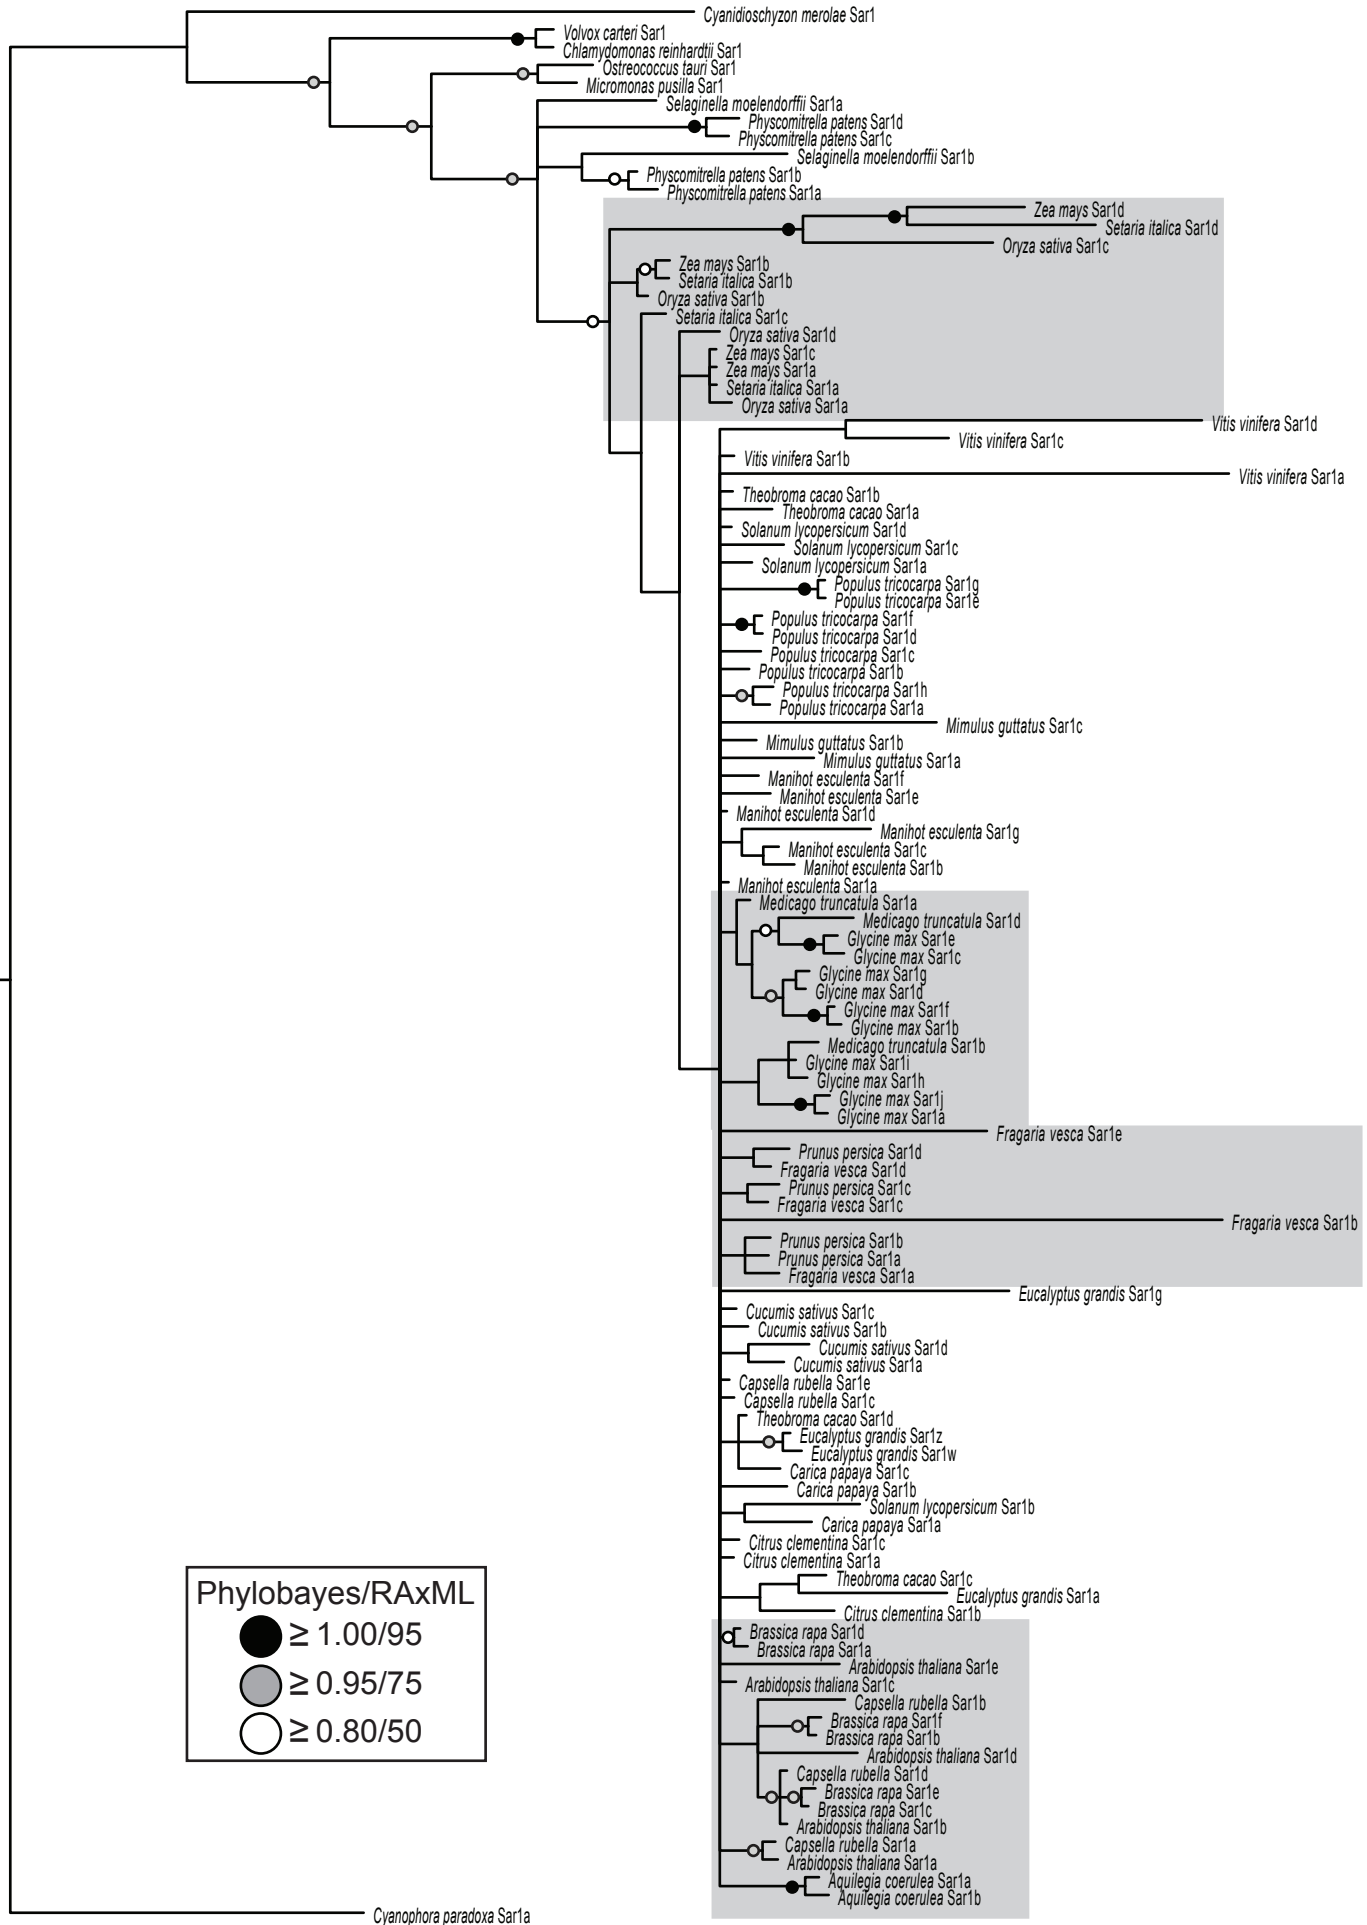 Cyanidioschyzon merolae Sar1
Volvox carteri Sar1
Chlamydomonas reinhardtii Sar1
Ostreococcus tauri Sar1
Micromonas pusilla Sar1
Selaginella moelendorffii Sar1a
Physcomitrella patens Sar1d
Physcomitrella patens Sar1c
Selaginella moelendorffii Sar1b
Physcomitrella patens Sar1b
Physcomitrella patens Sar1a
Zea mays Sar1d
Setaria italica Sar1d
Oryza sativa Sar1c
Zea mays Sar1b
Setaria italica Sar1b
Oryza sativa Sar1b
Setaria italica Sar1c
Oryza sativa Sar1d
Zea mays Sar1c
Zea mays Sar1a
Setaria italica Sar1a
Oryza sativa Sar1a
Vitis vinifera Sar1d
Vitis vinifera Sar1c
Vitis vinifera Sar1b
Vitis vinifera Sar1a
Theobroma cacao Sar1b
Theobroma cacao Sar1a
Solanum lycopersicum Sar1d
Solanum lycopersicum Sar1c
Solanum lycopersicum Sar1a
Populus tricocarpa Sar1g
Populus tricocarpa Sar1e
Populus tricocarpa Sar1f
Populus tricocarpa Sar1d
Populus tricocarpa Sar1c
Populus tricocarpa Sar1b
Populus tricocarpa Sar1h
Populus tricocarpa Sar1a
Mimulus guttatus Sar1c
Mimulus guttatus Sar1b
Mimulus guttatus Sar1a
Manihot esculenta Sar1f
Manihot esculenta Sar1e
Manihot esculenta Sar1d
Manihot esculenta Sar1g
Manihot esculenta Sar1c
Manihot esculenta Sar1b
Manihot esculenta Sar1a
Medicago truncatula Sar1a
Medicago truncatula Sar1d
Glycine max Sar1e
Glycine max Sar1c
Glycine max Sar1g
Glycine max Sar1d
Glycine max Sar1f
Glycine max Sar1b
Medicago truncatula Sar1b
Glycine max Sar1i
Glycine max Sar1h
Glycine max Sar1j
Glycine max Sar1a
Fragaria vesca Sar1e
Prunus persica Sar1d
Fragaria vesca Sar1d
Prunus persica Sar1c
Fragaria vesca Sar1c
Fragaria vesca Sar1b
Prunus persica Sar1b
Prunus persica Sar1a
Fragaria vesca Sar1a
Eucalyptus grandis Sar1g
Cucumis sativus Sar1c
Cucumis sativus Sar1b
Cucumis sativus Sar1d
Cucumis sativus Sar1a
Capsella rubella Sar1e
Capsella rubella Sar1c
Theobroma cacao Sar1d
Eucalyptus grandis Sar1z
Eucalyptus grandis Sar1w
Carica papaya Sar1c
Carica papaya Sar1b
Solanum lycopersicum Sar1b
Carica papaya Sar1a
Citrus clementina Sar1c
Citrus clementina Sar1a
Theobroma cacao Sar1c
Eucalyptus grandis Sar1a
Citrus clementina Sar1b
Brassica rapa Sar1d
Brassica rapa Sar1a
Arabidopsis thaliana Sar1e
Arabidopsis thaliana Sar1c
Capsella rubella Sar1b
Brassica rapa Sar1f
Brassica rapa Sar1b
Arabidopsis thaliana Sar1d
Capsella rubella Sar1d
Brassica rapa Sar1e
Brassica rapa Sar1c
Arabidopsis thaliana Sar1b
Capsella rubella Sar1a
Arabidopsis thaliana Sar1a
Aquilegia coerulea Sar1a
Aquilegia coerulea Sar1b
Cyanophora paradoxa Sar1a
Phylobayes/RAxML
≥ 1.00/95
≥ 0.95/75
≥ 0.80/50